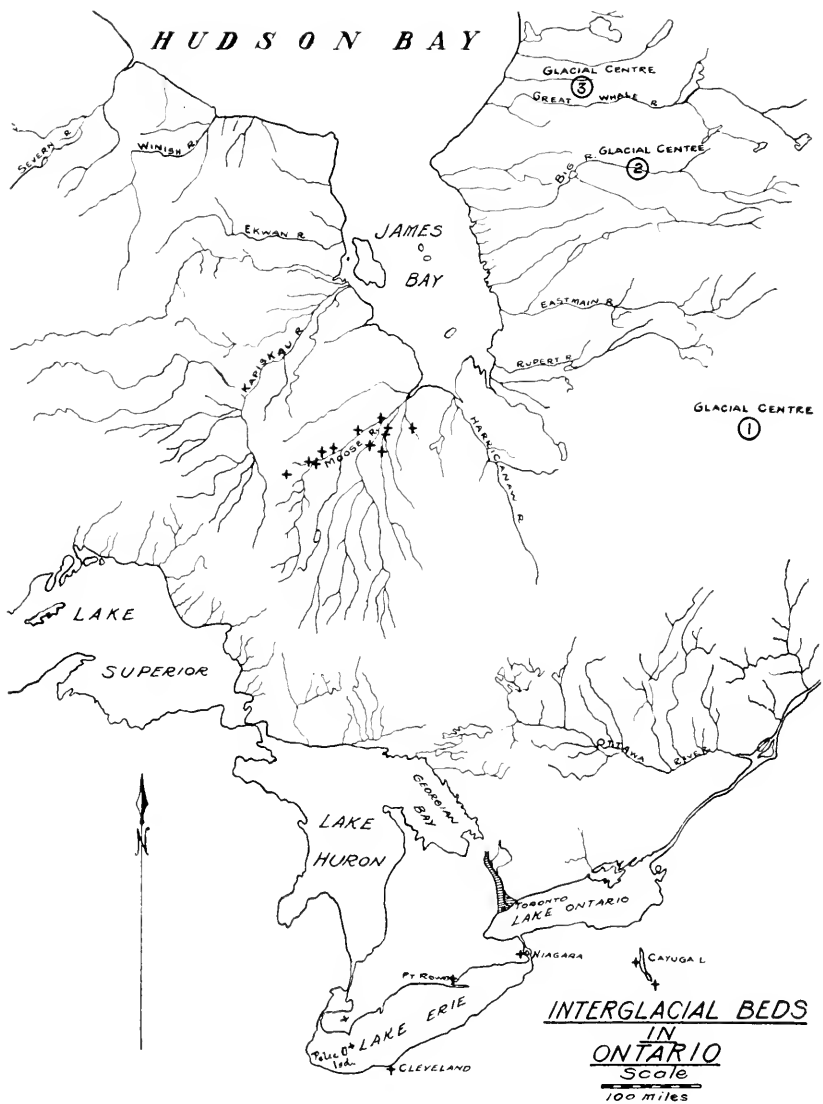 HUDSON BAY
GLACIAL CENTRE
3
GREAT WHALE R
SEVERN R
WINISH R.
GLACIAL CENTRE
BIG R.
2
EKWAN R
JAMES
BAY
EASTMAIN R
KAPISKAU R
RUPERT R
GLACIAL CENTRE
1
MOOSE R.
HARRICANAW R
LAKE
SUPERIOR
OTTAWA RIVER
GEORGIAN
BAY
LAKE
HURON
N
TORONTO
LAKE ONTARIO
NIAGARA
CAYUGA L
PT ROWAN
LAKE ERIE
Pelee
CLEVELAND
INTERGLACIAL BEDS
IN
ONTARIO
Scale
100 miles